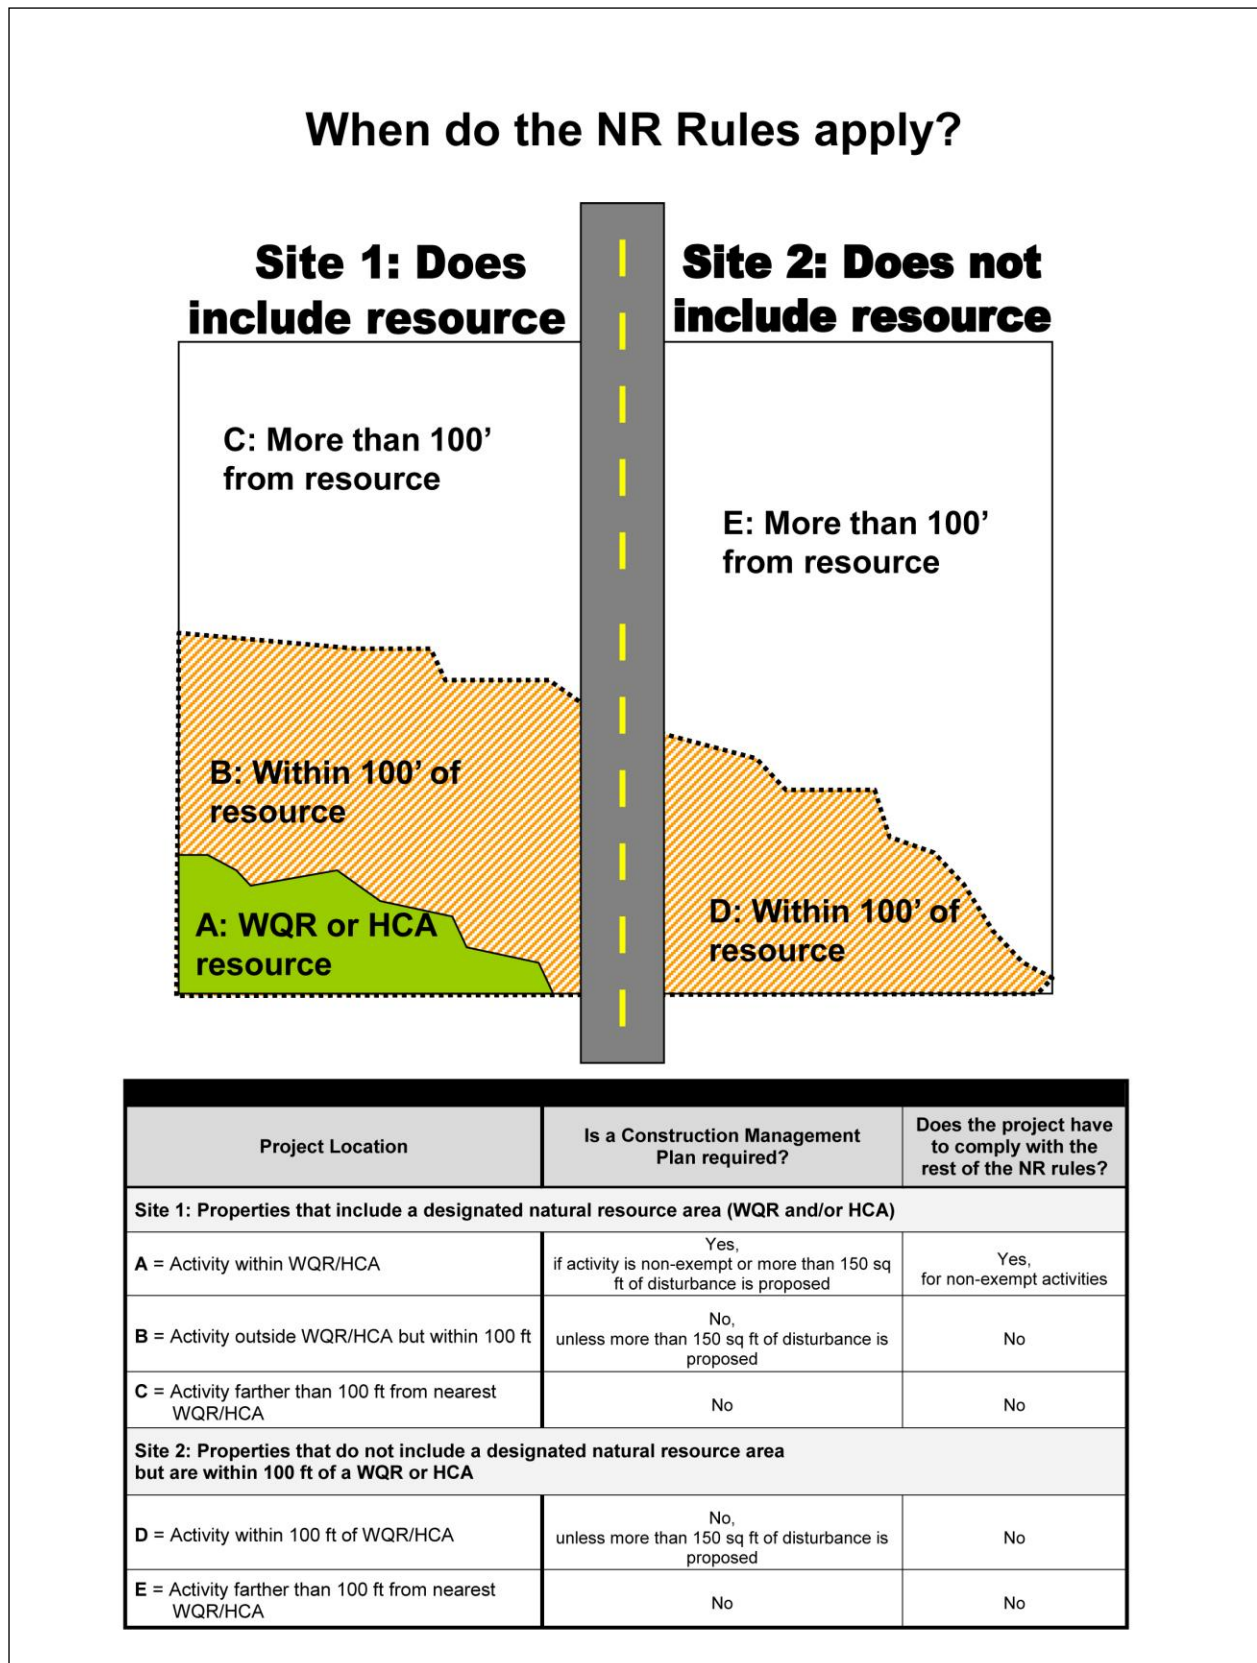 When do the NR Rules apply?
Site 1: Does
include resource
Site 2: Does not
include resource
C: More than 100’
from resource
E: More than 100’
from resource
B: Within 100’ of
resource
A: WQR or HCA
resource
D: Within 100’ of
resource
Project Location
Is a Construction Management
Plan required?
Does the project have
to comply with the
rest of the NR rules?
Site 1: Properties that include a designated natural resource area (WQR and/or HCA)
A = Activity within WQR/HCA
Yes,
if activity is non-exempt or more than 150 sq
ft of disturbance is proposed
Yes,
for non-exempt activities
B = Activity outside WQR/HCA but within 100 ft
No,
unless more than 150 sq ft of disturbance is
proposed
No
C = Activity farther than 100 ft from nearest
WQR/HCA
No
No
Site 2: Properties that do not include a designated natural resource area
but are within 100 ft of a WQR or HCA
D = Activity within 100 ft of WQR/HCA
No,
unless more than 150 sq ft of disturbance is
proposed
No
E = Activity farther than 100 ft from nearest
WQR/HCA
No
No